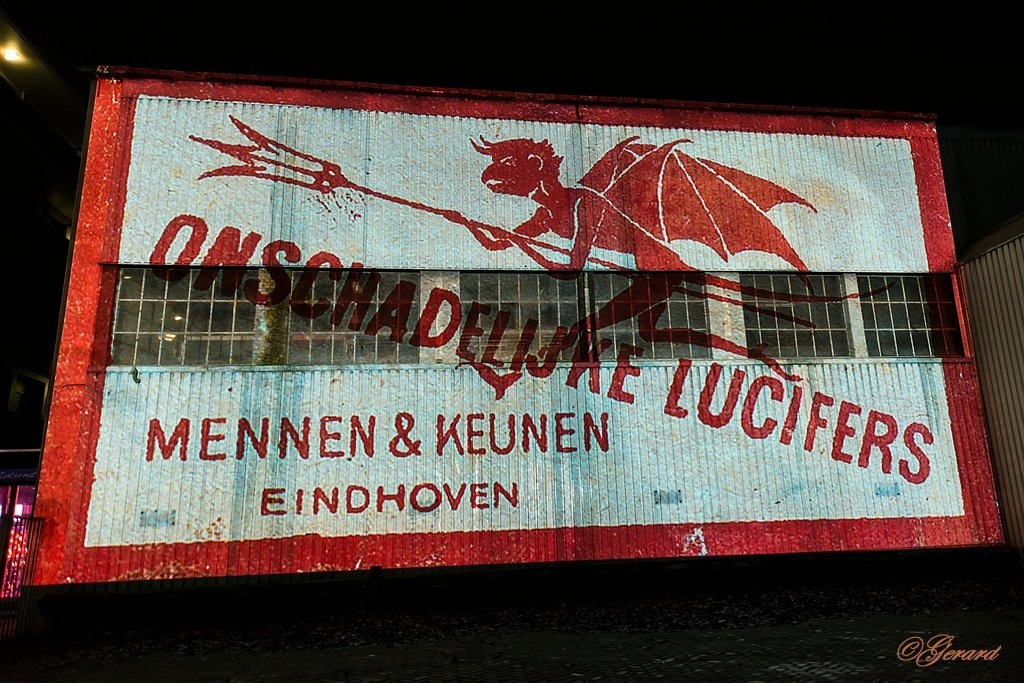 ONSCHADELIJKE LUCIFERS
MENNEN & KEUNEN
EINDHOVEN
©Gerard